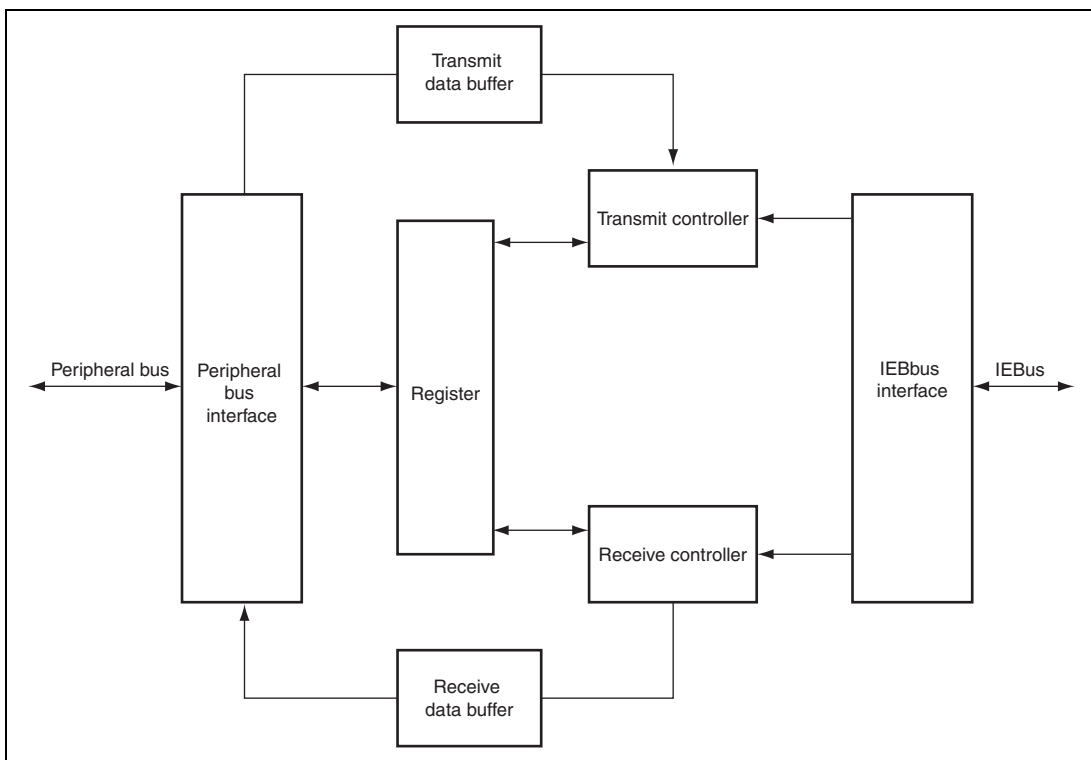 Transmit
data buffer
Transmit controller
Peripheral bus
Peripheral
bus
interface
Register
IEBbus
interface
IEBus
Receive controller
Receive
data buffer